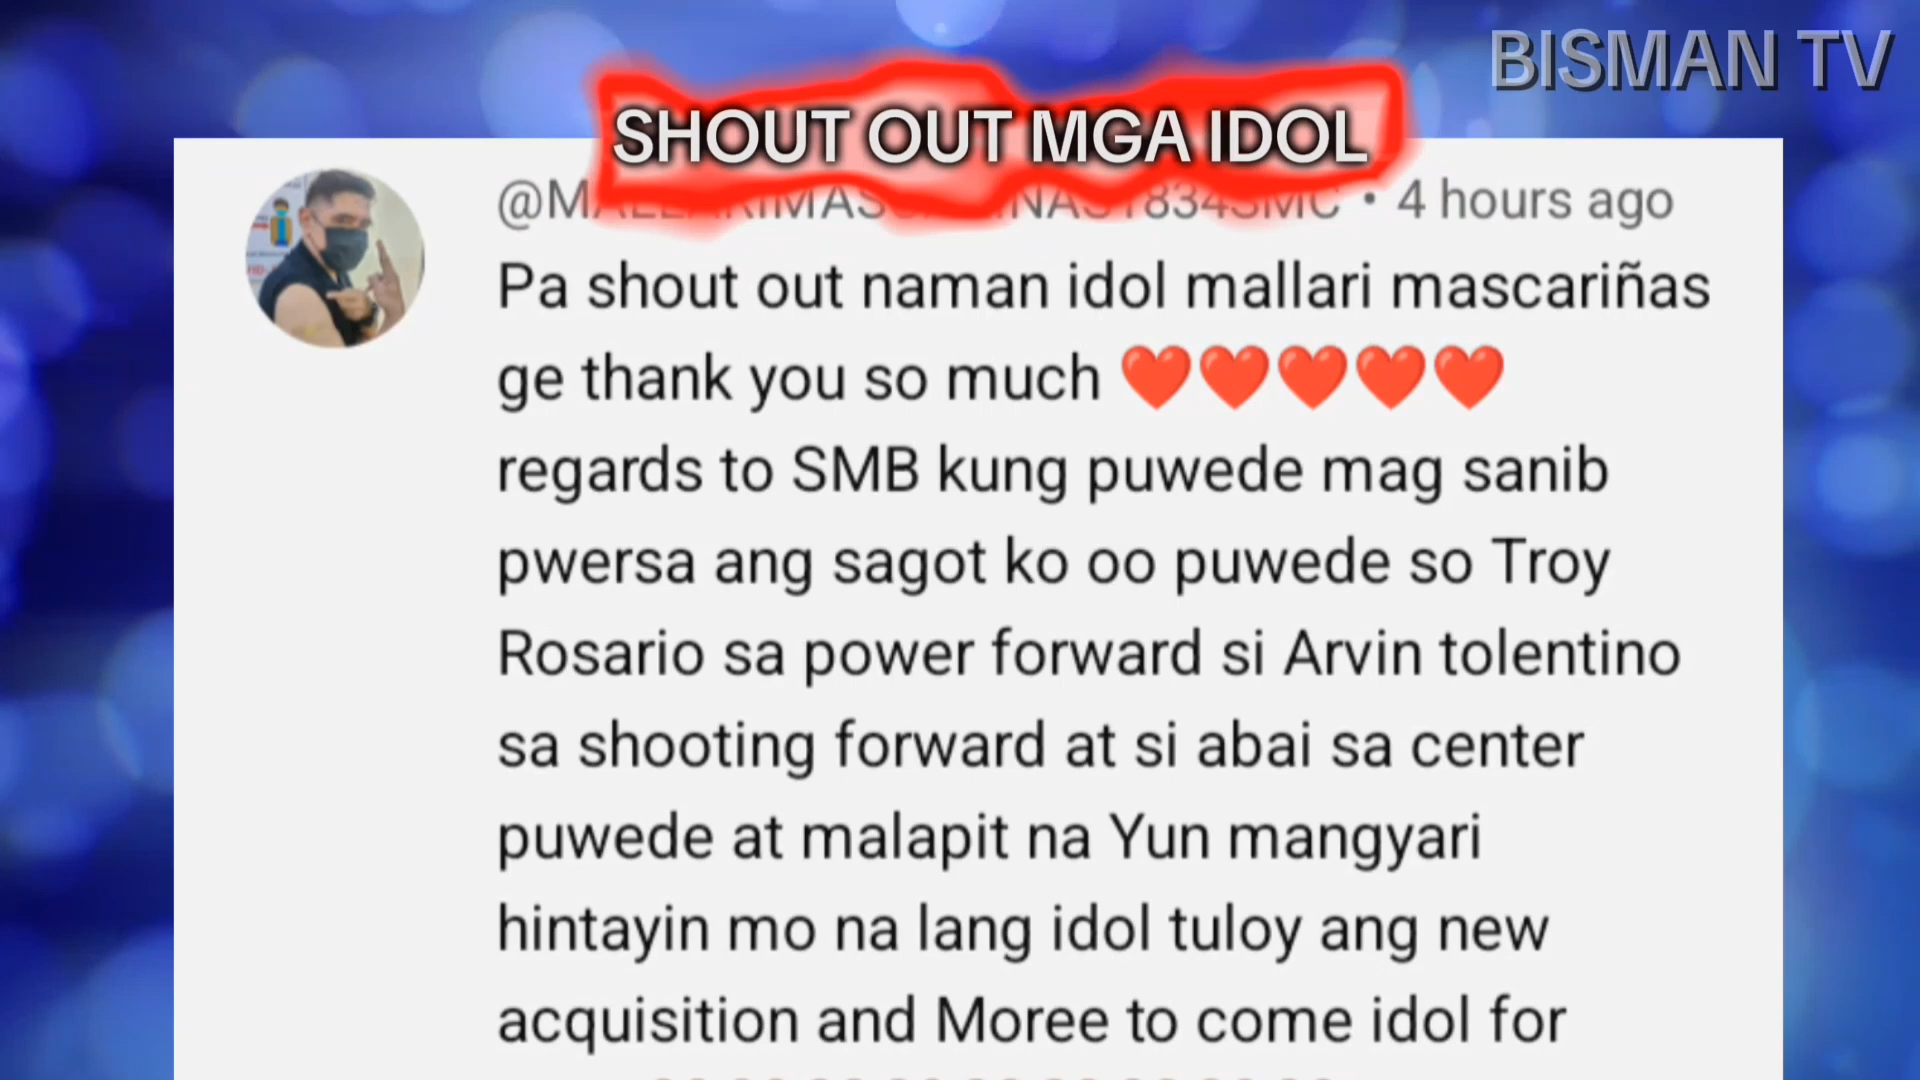 BISMAN TV
SHOUT OUT MGA IDOL
• 4 hours ago
Pa shout out naman idol mallari mascariñas
ge thank you so much ❤️❤️❤️❤️❤️
regards to SMB kung puwede mag sanib
pwersa ang sagot ko oo puwede so Troy
Rosario sa power forward si Arvin tolentino
sa shooting forward at si abai sa center
puwede at malapit na Yun mangyari
hintayin mo na lang idol tuloy ang new
acquisition and Moree to come idol for